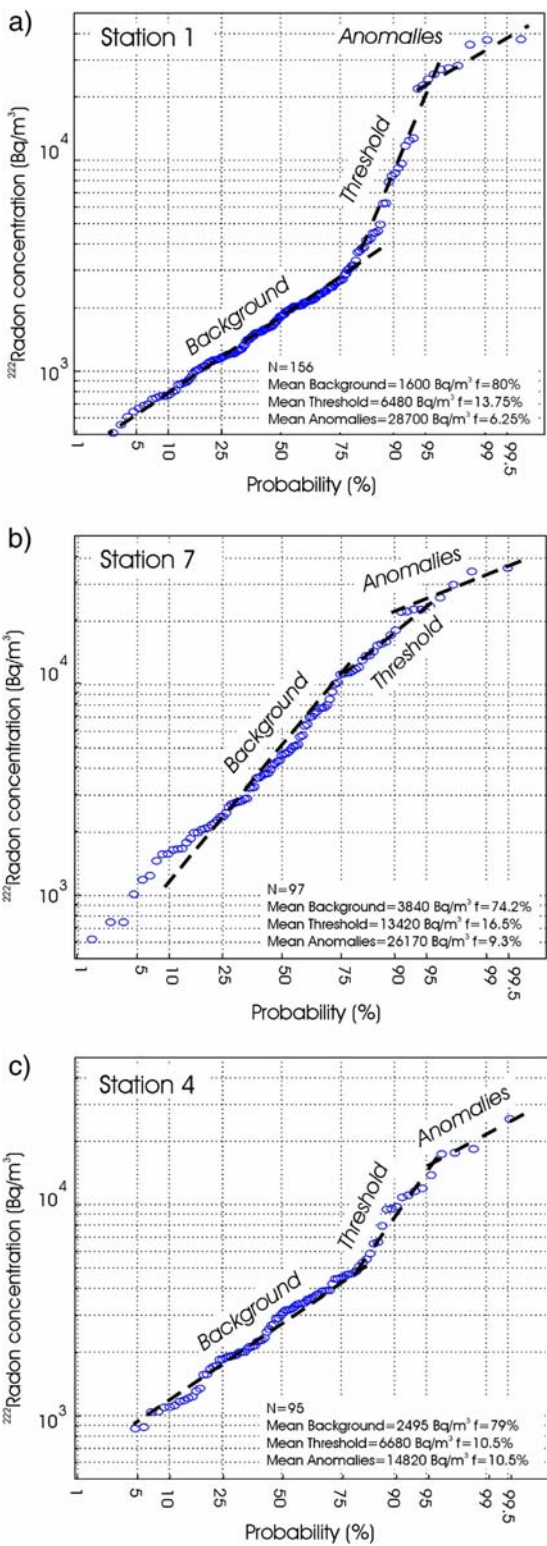 a)
Station 1
Anomalies
Threshold
Background
²²²Radon concentration (Bq/m³)
10⁴
10³
N=156
Mean Background=1600 Bq/m³ f=80%
Mean Threshold=6480 Bq/m³ f=13.75%
Mean Anomalies=28700 Bq/m³ f=6.25%
1 5 10 25 50 75 90 95 99 99.5
Probability (%)
b)
Station 7
Anomalies
Threshold
Background
²²²Radon concentration (Bq/m³)
10⁴
10³
N=97
Mean Background=3840 Bq/m³ f=74.2%
Mean Threshold=13420 Bq/m³ f=16.5%
Mean Anomalies=26170 Bq/m³ f=9.3%
1 5 10 25 50 75 90 95 99 99.5
Probability (%)
c)
Station 4
Anomalies
Threshold
Background
²²²Radon concentration (Bq/m³)
10⁴
10³
N=95
Mean Background=2495 Bq/m³ f=79%
Mean Threshold=6680 Bq/m³ f=10.5%
Mean Anomalies=14820 Bq/m³ f=10.5%
1 5 10 25 50 75 90 95 99 99.5
Probability (%)